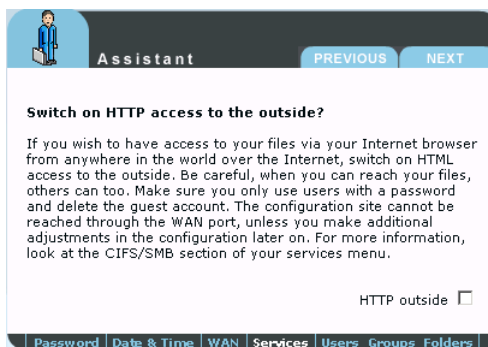 Assistant
PREVIOUS NEXT
Switch on HTTP access to the outside?
If you wish to have access to your files via your Internet browser
from anywhere in the world over the Internet, switch on HTML
access to the outside. Be careful, when you can reach your files,
others can too. Make sure you only use users with a password
and delete the guest account. The configuration site cannot be
reached through the WAN port, unless you make additional
adjustments in the configuration later on. For more information,
look at the CIFS/SMB section of your services menu.
HTTP outside
Password Date & Time WAN Services Users Groups Folders